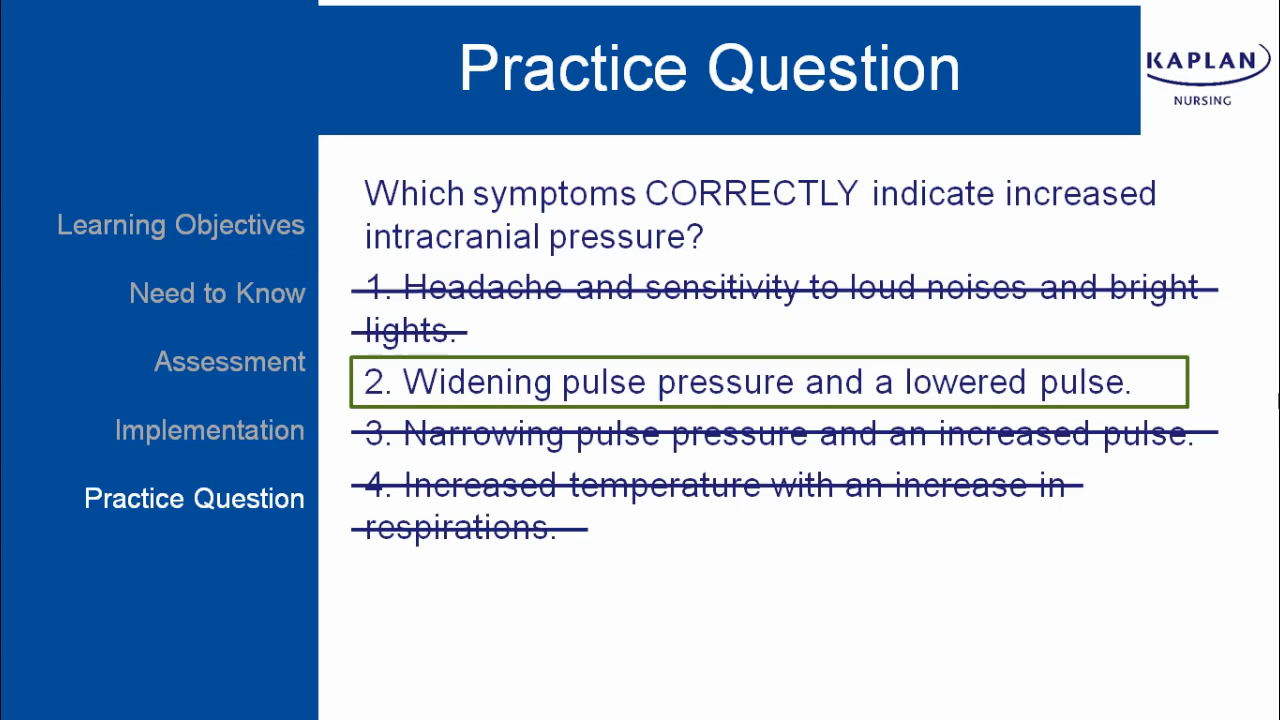 Practice Question
KAPLAN
NURSING
Learning Objectives
Need to Know
Assessment
Implementation
Practice Question
Which symptoms CORRECTLY indicate increased
intracranial pressure?
1. Headache and sensitivity to loud noises and bright
lights.
2. Widening pulse pressure and a lowered pulse.
3. Narrowing pulse pressure and an increased pulse.
4. Increased temperature with an increase in
respirations.